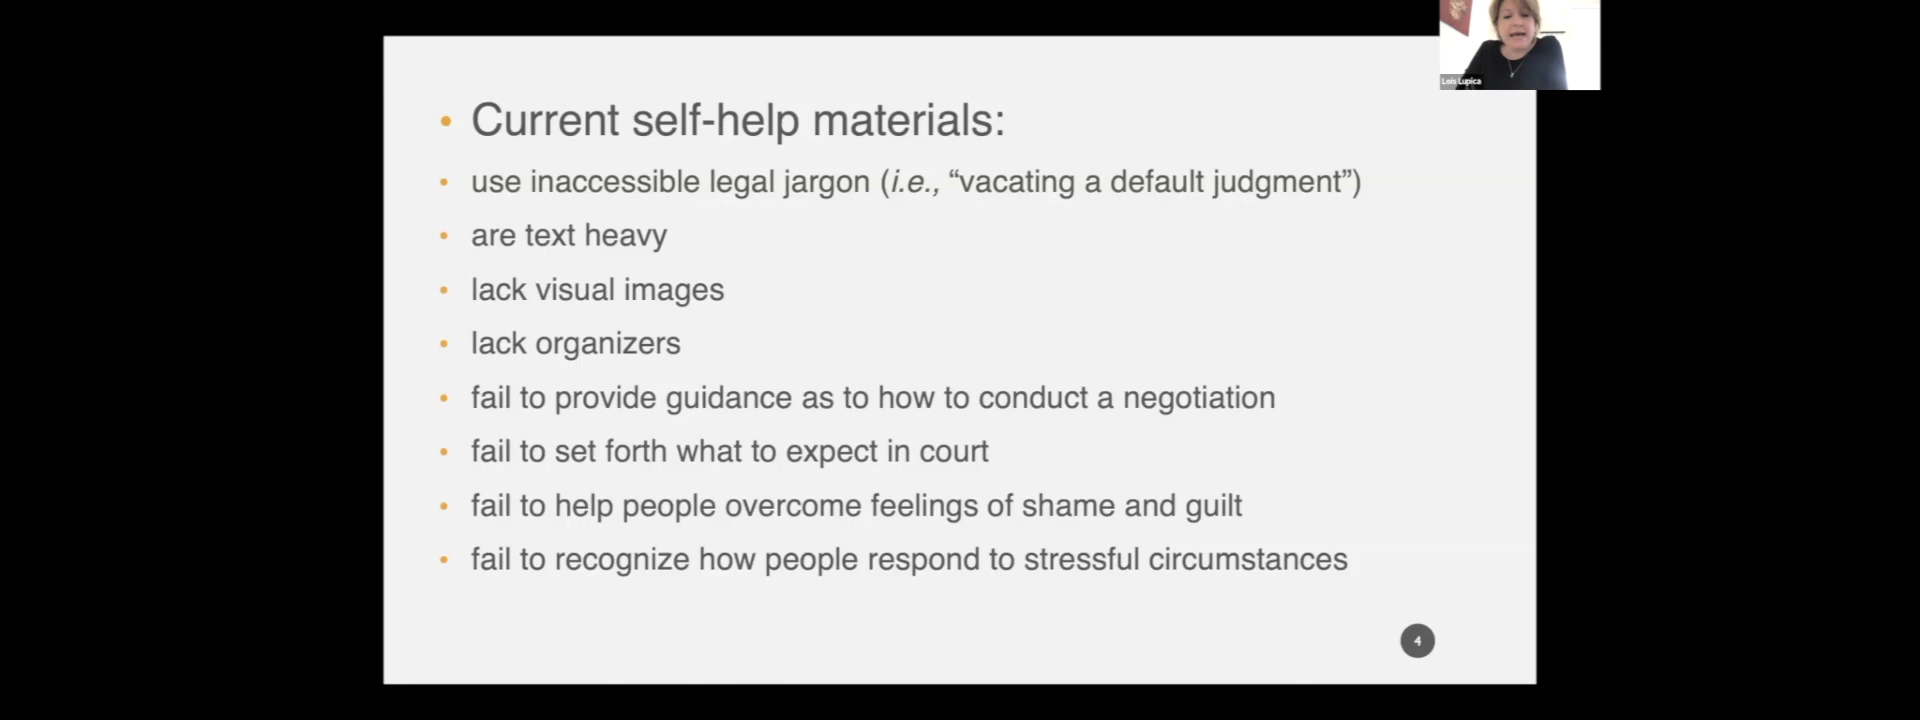 Lois Lupica
• Current self-help materials:
• use inaccessible legal jargon (i.e., “vacating a default judgment”)
• are text heavy
• lack visual images
• lack organizers
• fail to provide guidance as to how to conduct a negotiation
• fail to set forth what to expect in court
• fail to help people overcome feelings of shame and guilt
• fail to recognize how people respond to stressful circumstances
4